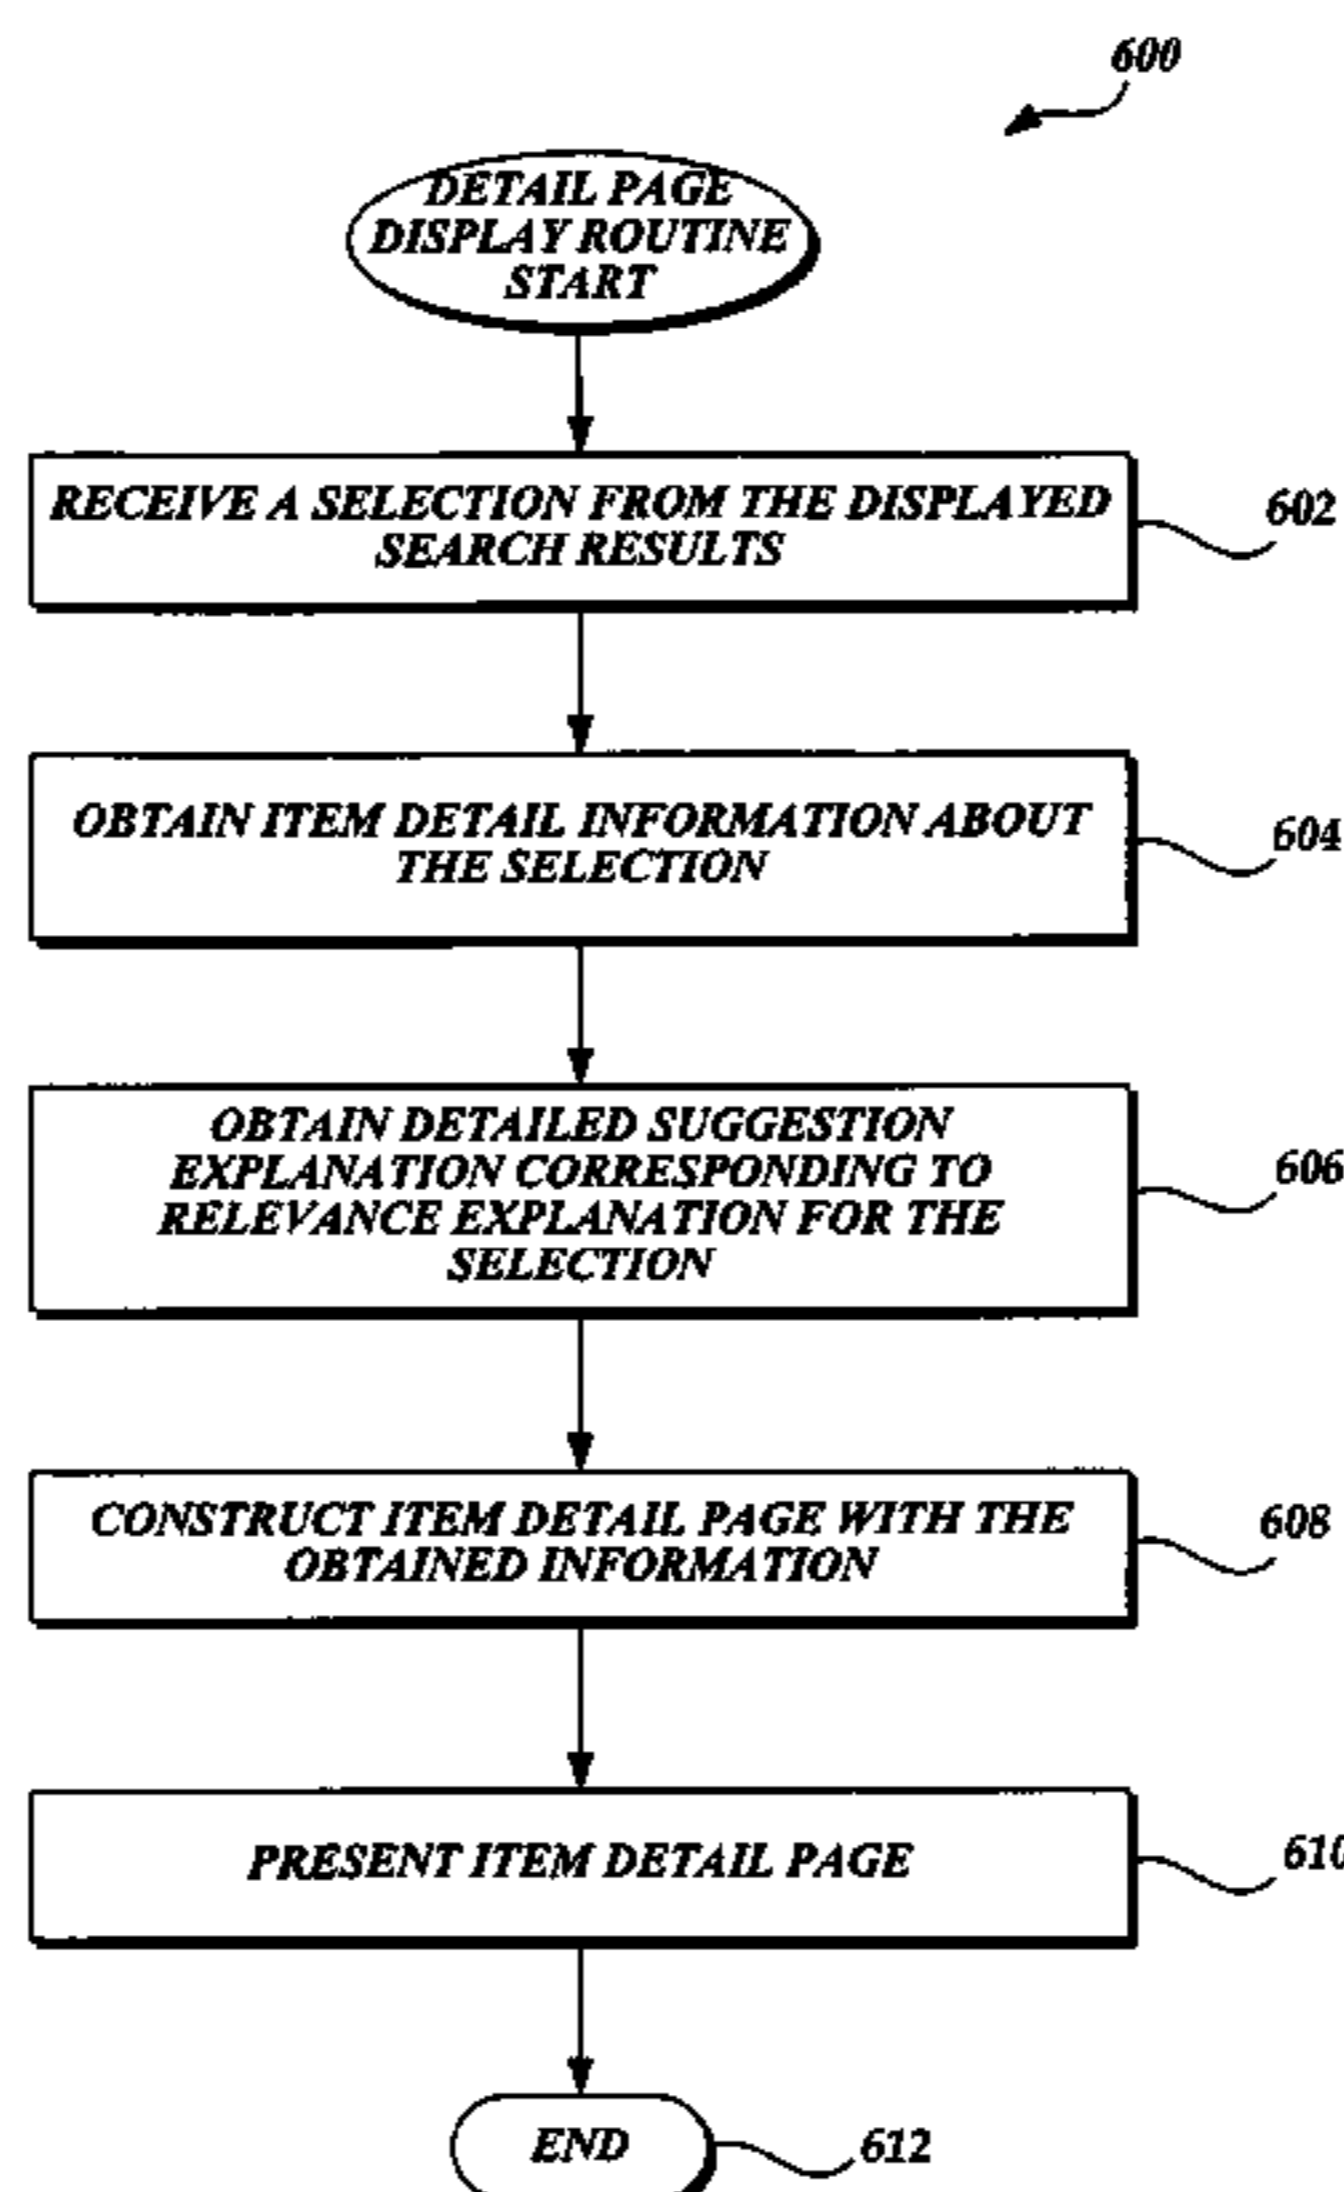 600
DETAIL PAGE
DISPLAY ROUTINE
START
RECEIVE A SELECTION FROM THE DISPLAYED
SEARCH RESULTS
602
OBTAIN ITEM DETAIL INFORMATION ABOUT
THE SELECTION
604
OBTAIN DETAILED SUGGESTION
EXPLANATION CORRESPONDING TO
RELEVANCE EXPLANATION FOR THE
SELECTION
606
CONSTRUCT ITEM DETAIL PAGE WITH THE
OBTAINED INFORMATION
608
PRESENT ITEM DETAIL PAGE
610
END
612